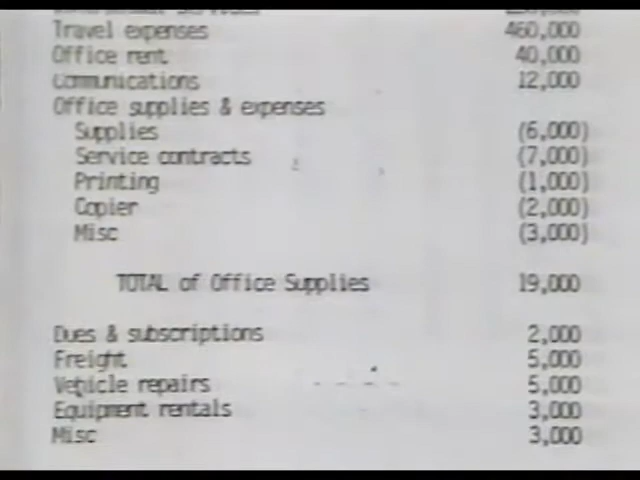 Travel expenses 460,000
Office rent 40,000
Communications 12,000
Office supplies & expenses
Supplies (6,000)
Service contracts (7,000)
Printing (1,000)
Copier (2,000)
Misc (3,000)
TOTAL of Office Supplies 19,000
Dues & subscriptions 2,000
Freight 5,000
Vehicle repairs 5,000
Equipment rentals 3,000
Misc 3,000